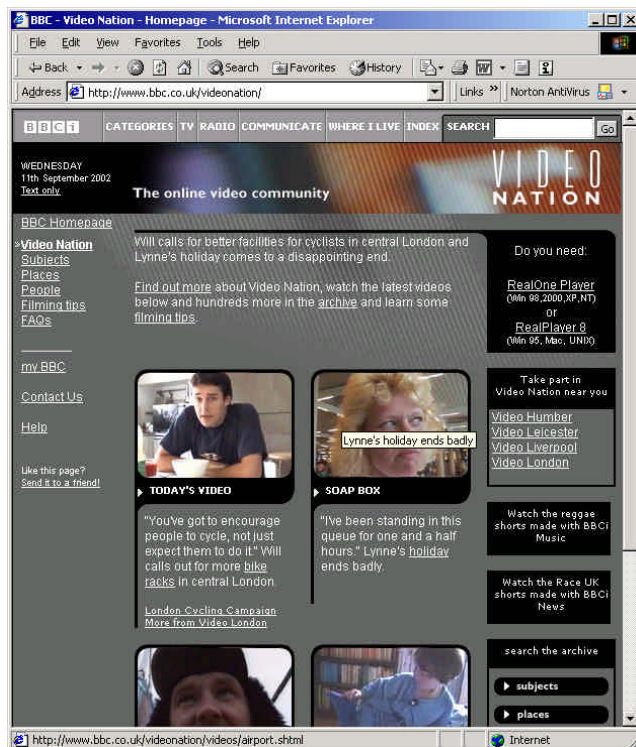 BBC - Video Nation - Homepage - Microsoft Internet Explorer
File Edit View Favorites Tools Help
Back Search Favorites History
Address http://www.bbc.co.uk/videonation/ Links » Norton AntiVirus
BBCi CATEGORIES TV RADIO COMMUNICATE WHERE I LIVE INDEX SEARCH Go
WEDNESDAY
11th September 2002
Text only
The online video community
VIDEO
NATION
BBC Homepage
»Video Nation
Subjects
Places
People
Filming tips
FAQs
my BBC
Contact Us
Help
Like this page?
Send it to a friend!
Will calls for better facilities for cyclists in central London and
Lynne's holiday comes to a disappointing end.
Find out more about Video Nation, watch the latest videos
below and hundreds more in the archive and learn some
filming tips.
Lynne's holiday ends badly
TODAY'S VIDEO
"You've got to encourage
people to cycle, not just
expect them to do it." Will
calls out for more bike
racks in central London.
London Cycling Campaign
More from Video London
SOAP BOX
"I've been standing in this
queue for one and a half
hours." Lynne's holiday
ends badly.
Do you need:
RealOne Player
(Win 98,2000,XP,NT)
or
RealPlayer 8
(Win 95, Mac, UNIX)
Take part in
Video Nation near you
Video Humber
Video Leicester
Video Liverpool
Video London
Watch the reggae
shorts made with BBCi
Music
Watch the Race UK
shorts made with BBCi
News
search the archive
subjects
places
http://www.bbc.co.uk/videonation/videos/airport.shtml Internet